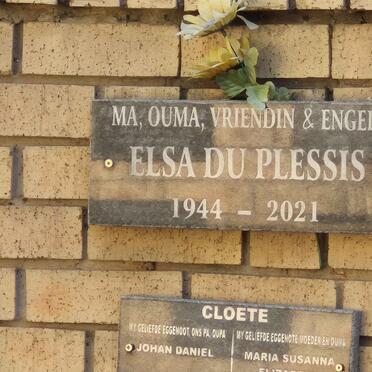 MA, OUMA, VRIENDIN & ENGEL
ELSA DU PLESSIS
1944 – 2021
CLOETE
MY GELIEFDE EGGENOOT, ONS PA, OUPA
MY GELIEFDE EGGENOTE MOEDER EN OUMA
JOHAN DANIEL
MARIA SUSANNA